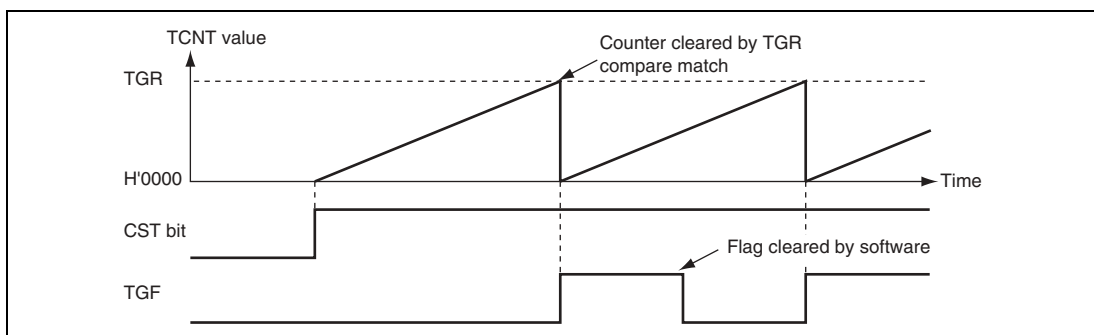 TCNT value
Counter cleared by TGR
compare match
TGR
H'0000
Time
CST bit
Flag cleared by software
TGF